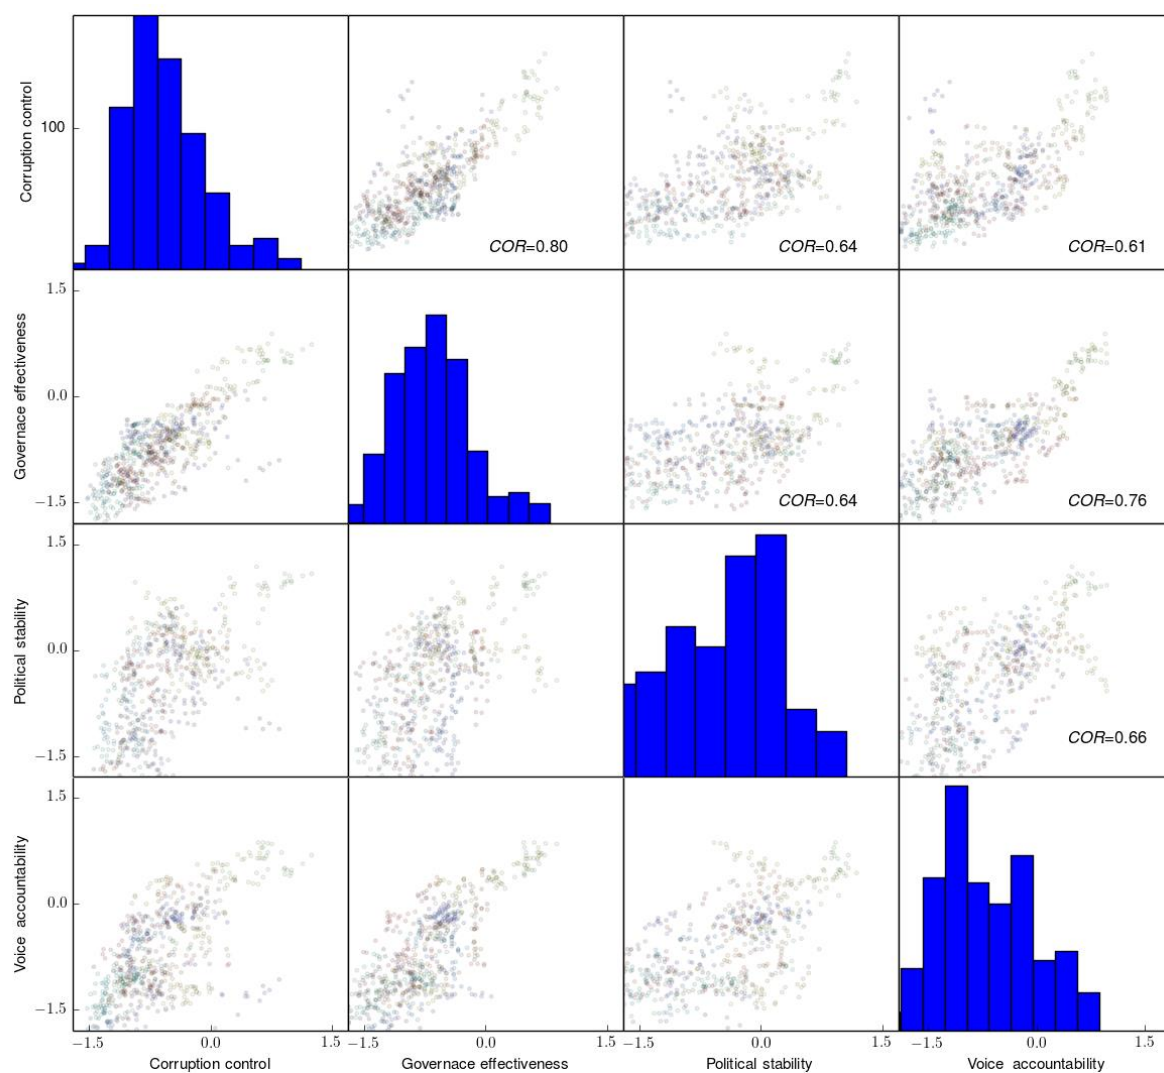 Corruption control
100
COR=0.80
COR=0.64
COR=0.61
Governace effectiveness
1.5
0.0
−1.5
COR=0.64
COR=0.76
Political stability
1.5
0.0
−1.5
COR=0.66
Voice accountability
1.5
0.0
−1.5
−1.5 0.0 1.5 −1.5 0.0 1.5 −1.5 0.0 1.5 −1.5 0.0 1.5
Corruption control Governace effectiveness Political stability Voice accountability